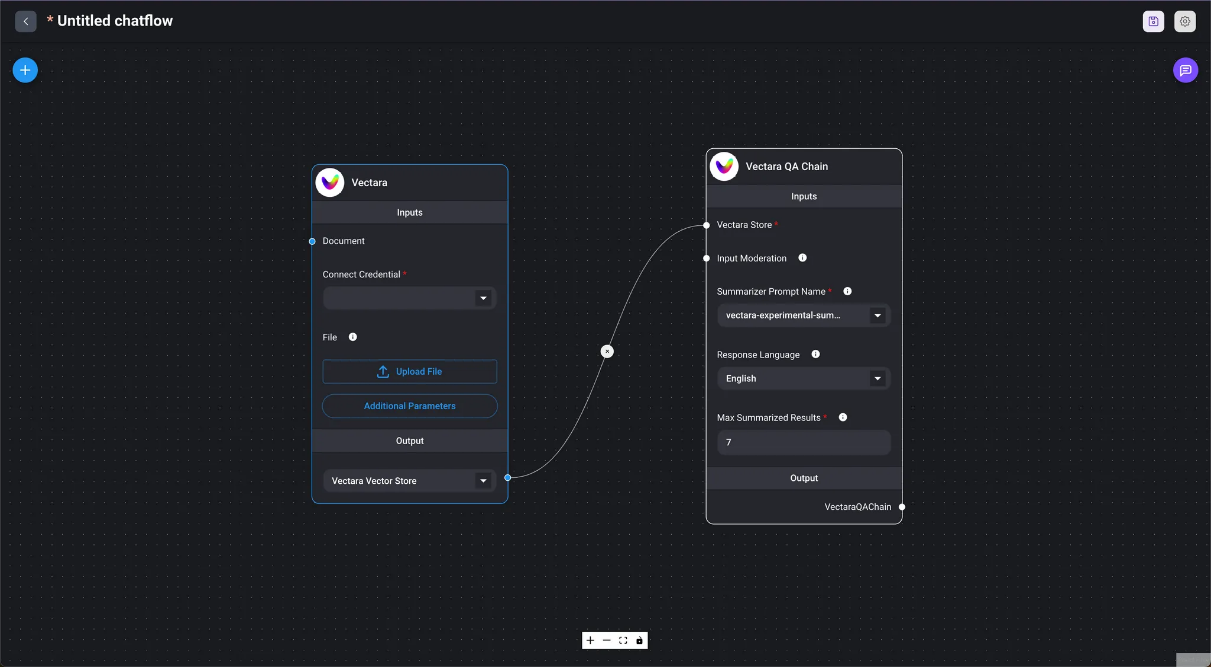 * Untitled chatflow
Vectara
Inputs
Document
Connect Credential *
File
Upload File
Additional Parameters
Output
Vectara Vector Store
Vectara QA Chain
Inputs
Vectara Store *
Input Moderation
Summarizer Prompt Name *
vectara-experimental-sum...
Response Language
English
Max Summarized Results *
7
Output
VectaraQAChain